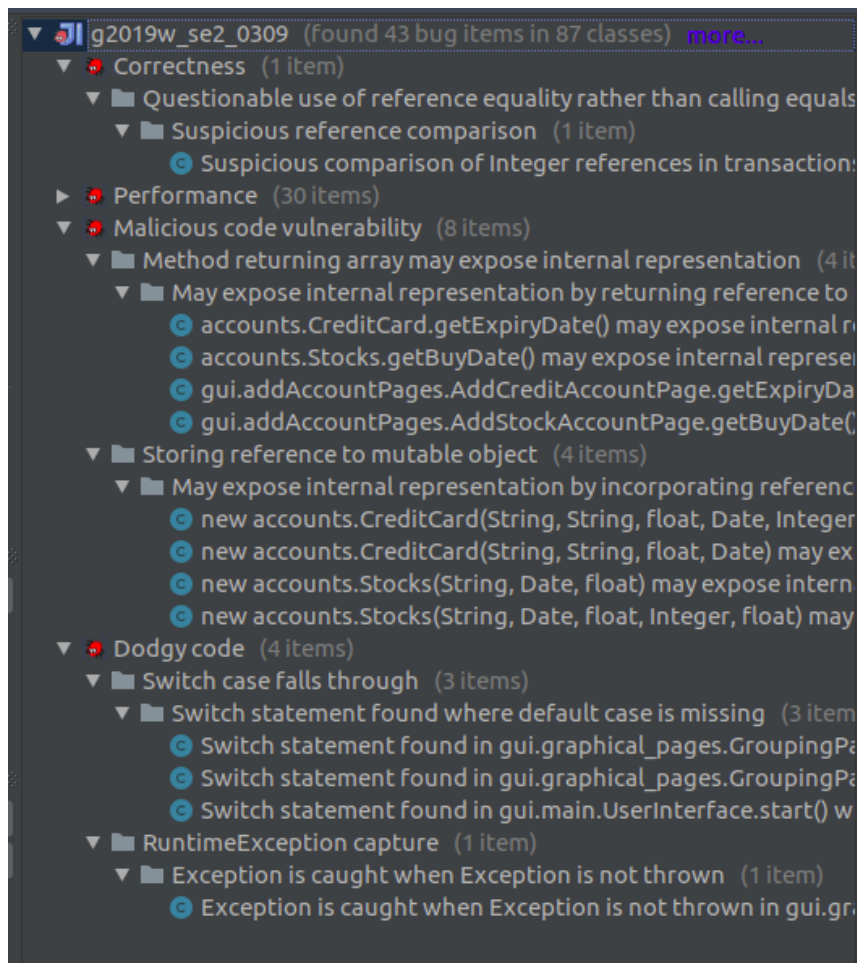 g2019w_se2_0309 (found 43 bug items in 87 classes) more...
Correctness (1 item)
Questionable use of reference equality rather than calling equals
Suspicious reference comparison (1 item)
Suspicious comparison of Integer references in transaction
Performance (30 items)
Malicious code vulnerability (8 items)
Method returning array may expose internal representation (4 it
May expose internal representation by returning reference to
accounts.CreditCard.getExpiryDate() may expose internal r
accounts.Stocks.getBuyDate() may expose internal represe
gui.addAccountPages.AddCreditAccountPage.getExpiryDa
gui.addAccountPages.AddStockAccountPage.getBuyDate(
Storing reference to mutable object (4 items)
May expose internal representation by incorporating referenc
new accounts.CreditCard(String, String, float, Date, Integer
new accounts.CreditCard(String, String, float, Date) may ex
new accounts.Stocks(String, Date, float) may expose intern
new accounts.Stocks(String, Date, float, Integer, float) may
Dodgy code (4 items)
Switch case falls through (3 items)
Switch statement found where default case is missing (3 item
Switch statement found in gui.graphical_pages.GroupingPa
Switch statement found in gui.graphical_pages.GroupingPa
Switch statement found in gui.main.UserInterface.start() w
RuntimeException capture (1 item)
Exception is caught when Exception is not thrown (1 item)
Exception is caught when Exception is not thrown in gui.gr